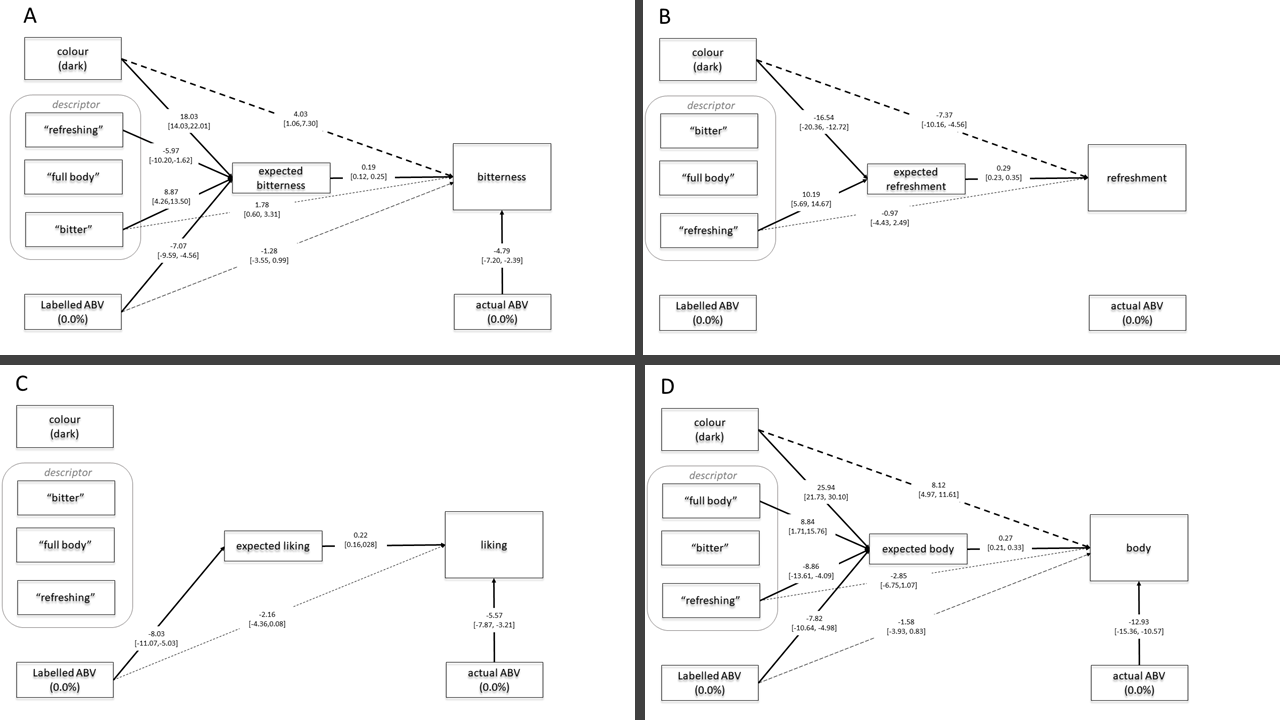 A
colour
(dark)
descriptor
“refreshing”
“full body”
“bitter”
Labelled ABV
(0.0%)
18.03
[14.03,22.01]
-5.97
[-10.20,-1.62]
8.87
[4.26,13.50]
-7.07
[-9.59, -4.56]
expected
bitterness
4.03
[1.06,7.30]
0.19
[0.12, 0.25]
1.78
[0.60, 3.31]
-1.28
[-3.55, 0.99]
bitterness
-4.79
[-7.20, -2.39]
actual ABV
(0.0%)
B
colour
(dark)
descriptor
“bitter”
“full body”
“refreshing”
Labelled ABV
(0.0%)
-16.54
[-20.36, -12.72]
10.19
[5.69, 14.67]
expected
refreshment
-7.37
[-10.16, -4.56]
0.29
[0.23, 0.35]
-0.97
[-4.43, 2.49]
refreshment
actual ABV
(0.0%)
C
colour
(dark)
descriptor
“bitter”
“full body”
“refreshing”
Labelled ABV
(0.0%)
-8.03
[-11.07,-5.03]
expected liking
0.22
[0.16,028]
-2.16
[-4.36,0.08]
liking
-5.57
[-7.87, -3.21]
actual ABV
(0.0%)
D
colour
(dark)
descriptor
“full body”
“bitter”
“refreshing”
Labelled ABV
(0.0%)
25.94
[21.73, 30.10]
8.84
[1.71,15.76]
-8.86
[-13.61, -4.09]
-7.82
[-10.64, -4.98]
expected body
8.12
[4.97, 11.61]
0.27
[0.21, 0.33]
-2.85
[-6.75,1.07]
-1.58
[-3.93, 0.83]
body
-12.93
[-15.36, -10.57]
actual ABV
(0.0%)